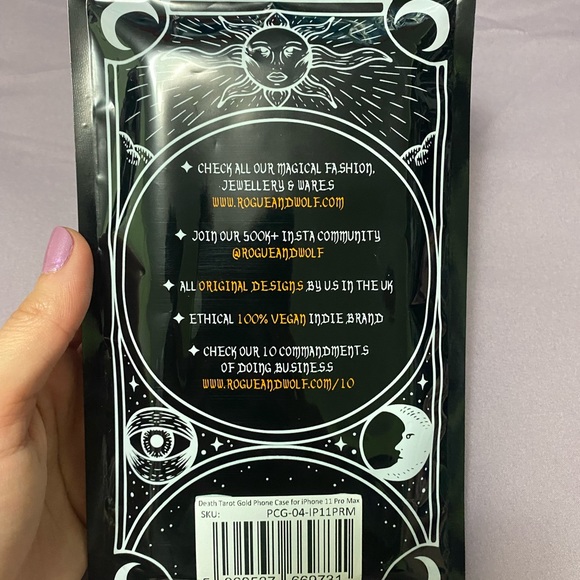 CHECK ALL OUR MAGICAL FASHION,
JEWELLERY & WARES
WWW.ROGUEANDWOLF.COM
JOIN OUR 500K+ INSTA COMMUNITY
@ROGUEANDWOLF
ALL ORIGINAL DESIGNS BY U.S IN THE UK
ETHICAL 100% VEGAN INDIE BRAND
CHECK OUR 10 COMMANDMENTS
OF DOING BUSINESS
WWW.ROGUEANDWOLF.COM/10
Death Tarot Gold Phone Case for iPhone 11 Pro Max
SKU: PCG-04-IP11PRM